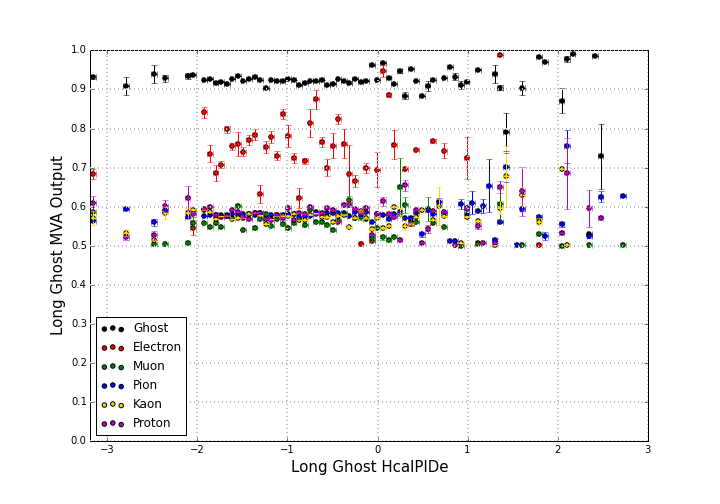 1.0
0.9
0.8
0.7
0.6
0.5
0.4
0.3
0.2
0.1
0.0
Long Ghost MVA Output
Ghost
Electron
Muon
Pion
Kaon
Proton
−3 −2 −1 0 1 2 3
Long Ghost HcalPIDe